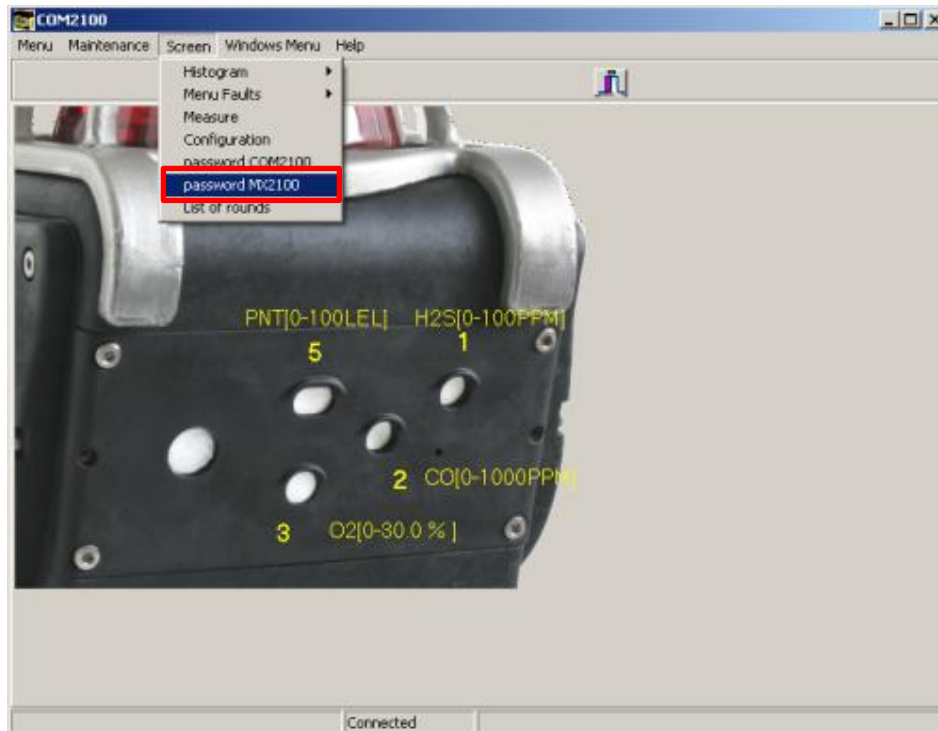 COM2100
Menu Maintenance Screen Windows Menu Help
Histogram
Menu Faults
Measure
Configuration
password COM2100
password MX2100
List of rounds
0
PNT[0-100LEL] H2S[0-100PPM]
5 1
2 CO[0-1000PPM]
3 O2[0-30.0 % ]
Connected